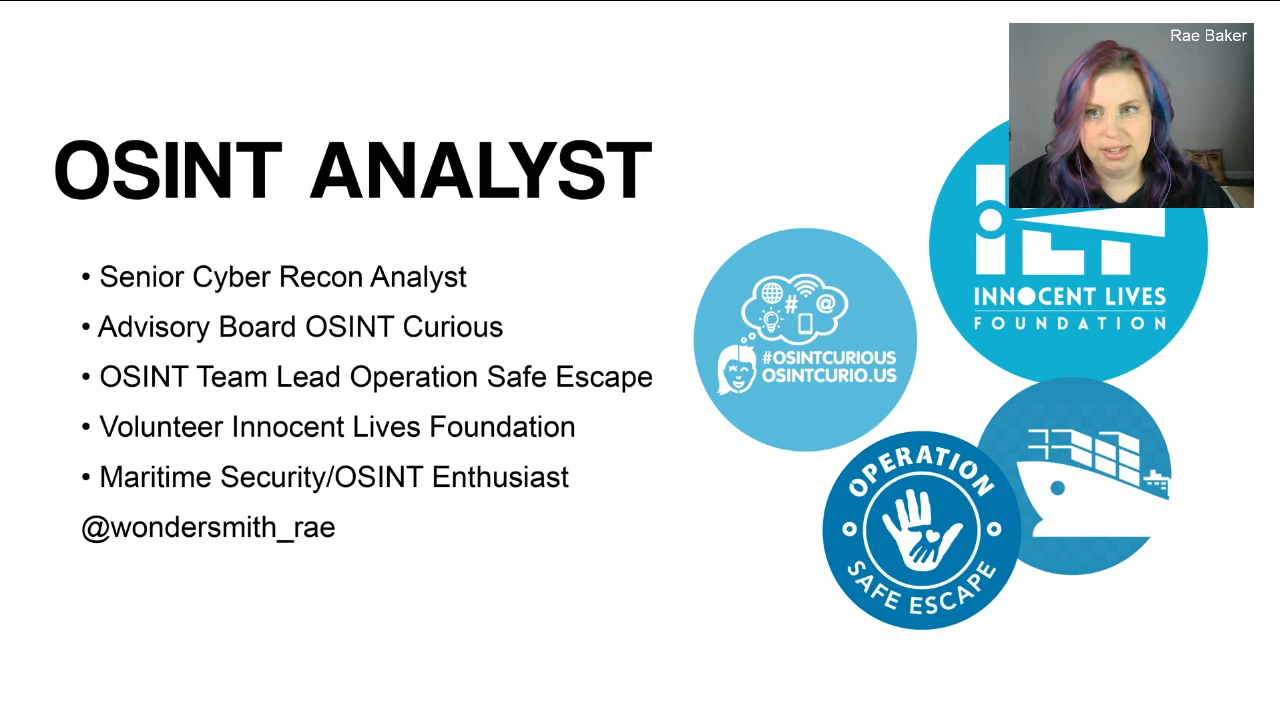 Rae Baker
OSINT ANALYST
• Senior Cyber Recon Analyst
• Advisory Board OSINT Curious
• OSINT Team Lead Operation Safe Escape
• Volunteer Innocent Lives Foundation
• Maritime Security/OSINT Enthusiast
@wondersmith_rae
#
@
#OSINTCURIOUS
OSINTCURIO.US
INNOCENT LIVES
FOUNDATION
OPERATION
SAFE ESCAPE